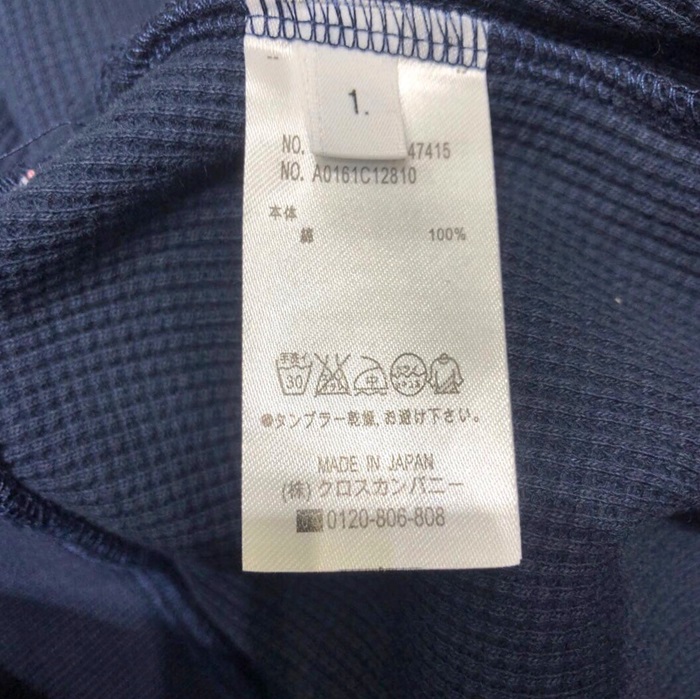 1.
NO. 47415
NO. A0161C12810
本体
綿 100%
手洗イ
30
中
タンブラー乾燥、お避け下さい。
MADE IN JAPAN
(株)クロスカンパニー
0120-806-808